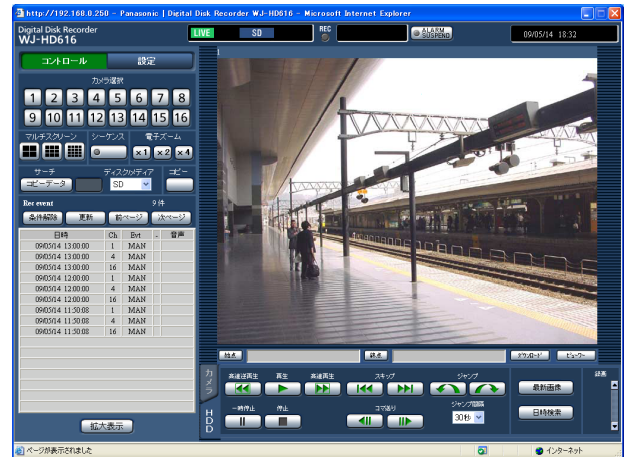 http://192.168.0.250 - Panasonic | Digital Disk Recorder WJ-HD616 - Microsoft Internet Explorer
Digital Disk Recorder
WJ-HD616
LIVE SD REC ALARM SUSPEND 09/05/14 18:32
コントロール 設定
カメラ選択
1 2 3 4 5 6 7 8
9 10 11 12 13 14 15 16
マルチスクリーン シーケンス 電子ズーム
×1 ×2 ×4
サーチ ディスク/メディア コピー
コピーデータ SD
Rec event 9 件
条件解除 更新 前ページ 次ページ
日時 Ch Evt - 音声
09/05/14 13:00:00 1 MAN
09/05/14 13:00:00 4 MAN
09/05/14 13:00:00 16 MAN
09/05/14 12:00:00 1 MAN
09/05/14 12:00:00 4 MAN
09/05/14 12:00:00 16 MAN
09/05/14 11:50:08 1 MAN
09/05/14 11:50:08 4 MAN
09/05/14 11:50:08 16 MAN
拡大表示
始点 終点 ダウンロード ビューワー
カメラ
HDD
高速逆再生 再生 高速再生 スキップ ジャンプ
最新画像
録画
一時停止 停止 コマ送り ジャンプ間隔
30秒
日時検索
ページが表示されました インターネット